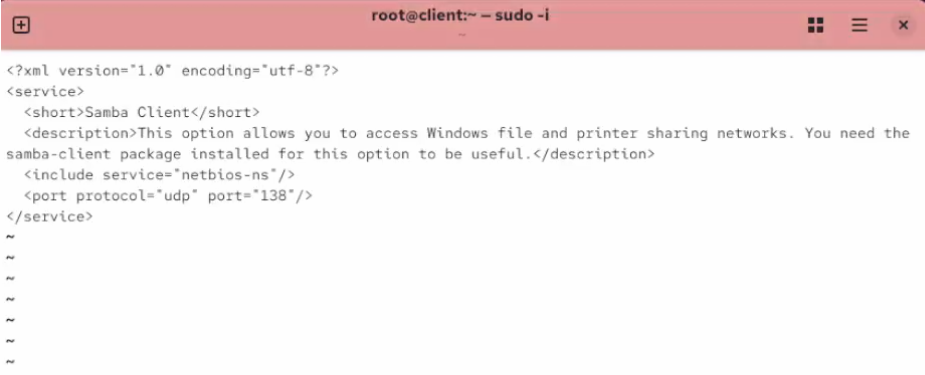 root@client:~ — sudo -i
~
<?xml version="1.0" encoding="utf-8"?>
<service>
  <short>Samba Client</short>
  <description>This option allows you to access Windows file and printer sharing networks. You need the
samba-client package installed for this option to be useful.</description>
  <include service="netbios-ns"/>
  <port protocol="udp" port="138"/>
</service>
~
~
~
~
~
~
~